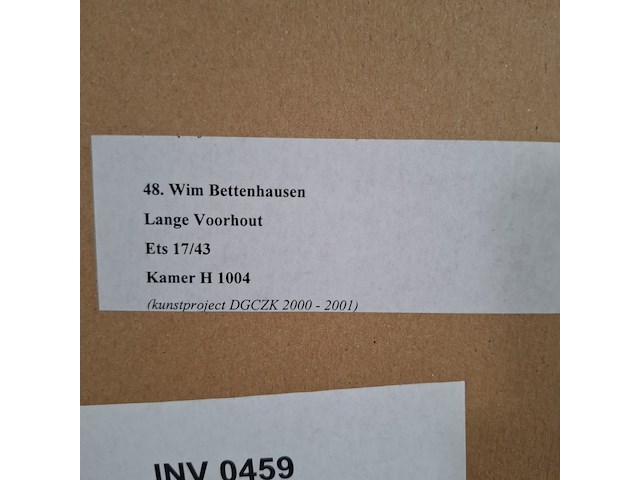 48. Wim Bettenhausen
Lange Voorhout
Ets 17/43
Kamer H 1004
(kunstproject DGCZK 2000 - 2001)
INV 0459